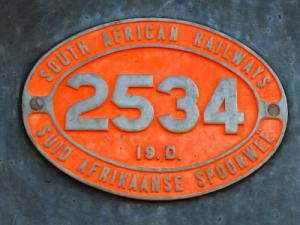 SOUTH AFRICAN RAILWAYS
2534
19.D.
SUID AFRIKAANSE SPOORWEË